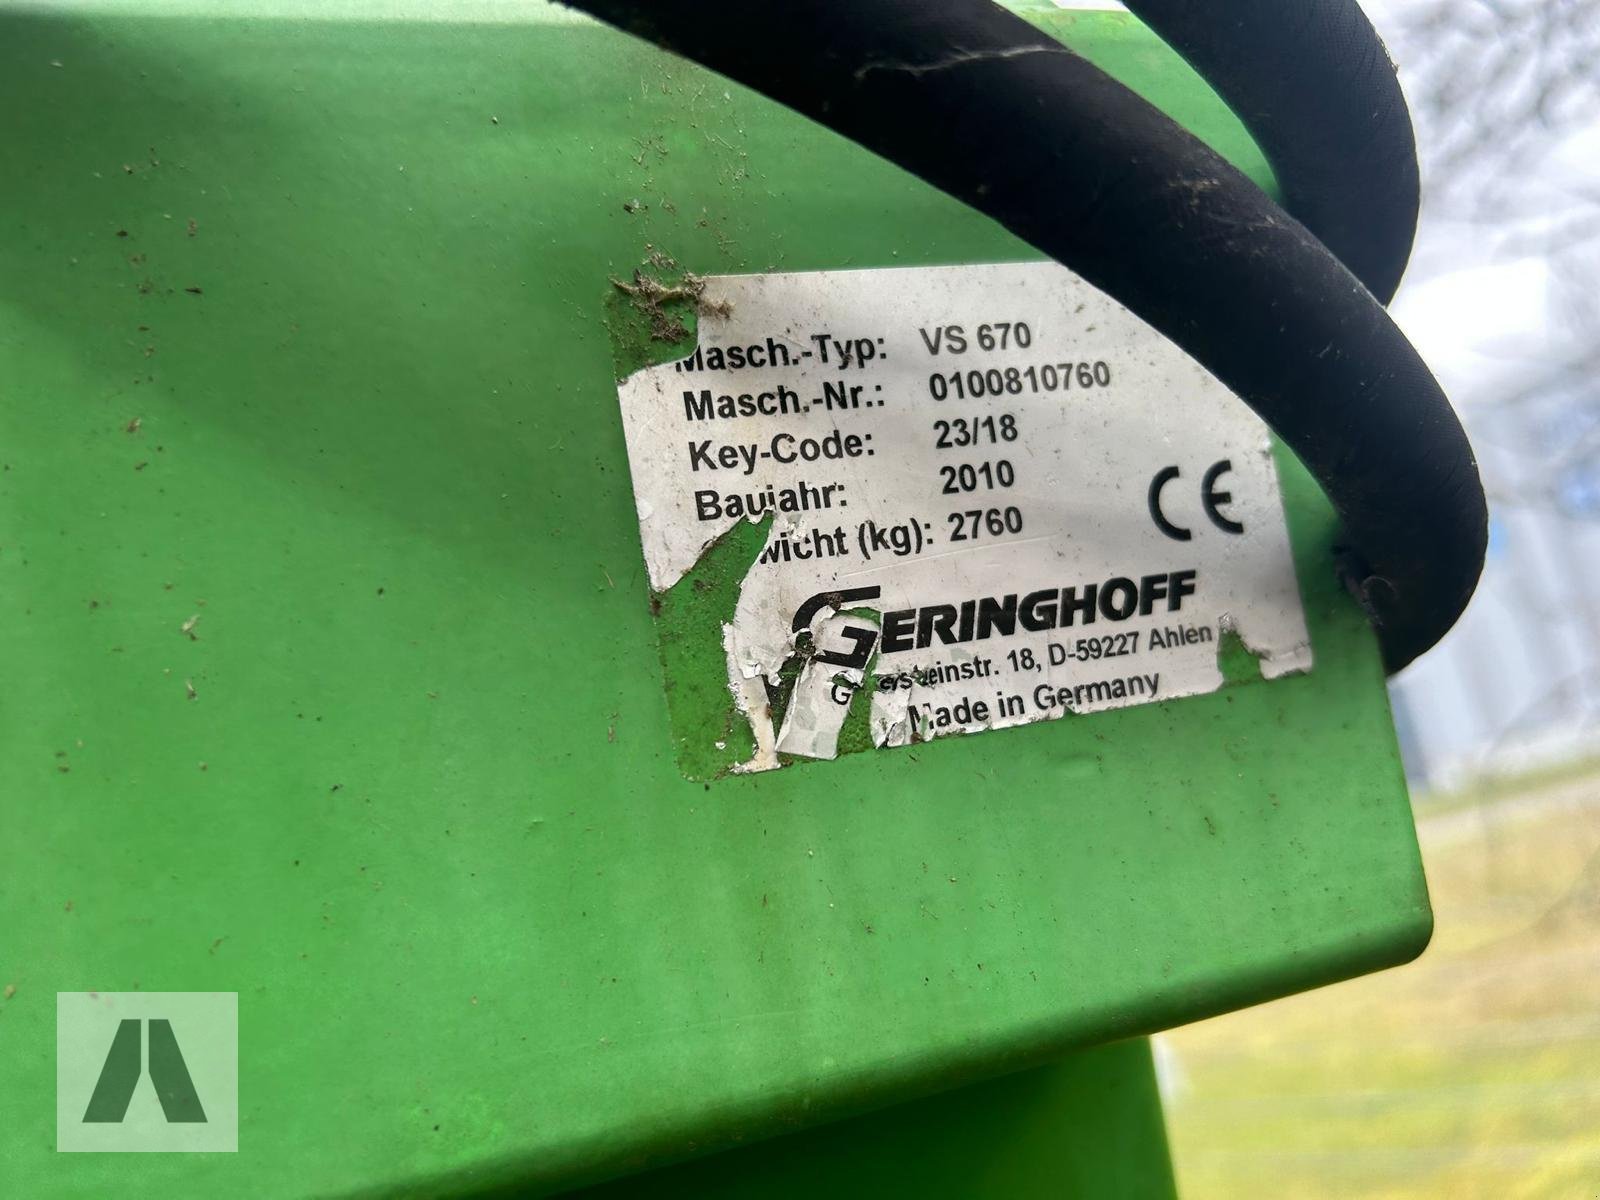 Masch.-Typ: VS 670
Masch.-Nr.: 0100810760
Key-Code: 23/18
Baujahr: 2010
wicht (kg): 2760
CE
GERINGHOFF
18, D-59227 Ahlen
Made in Germany